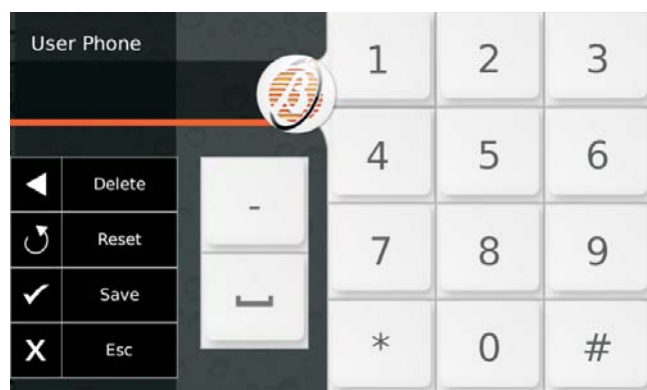 User Phone
1 2 3
4 5 6
Delete
-
Reset
7 8 9
Save
Esc
* 0 #